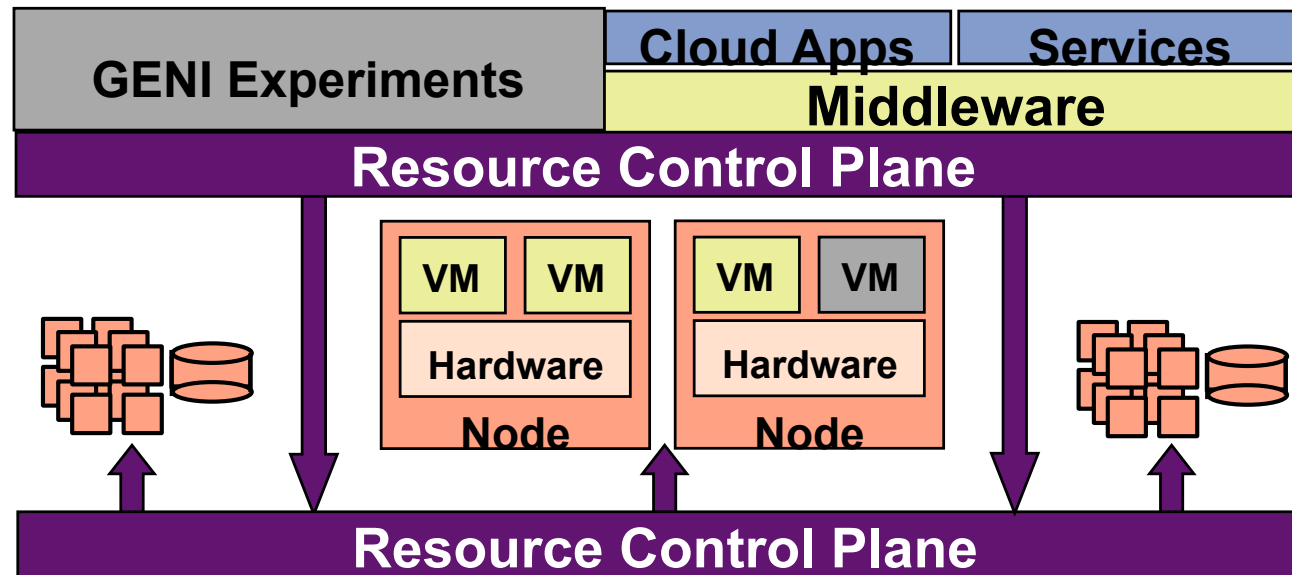 Cloud Apps
Services
GENI Experiments
Middleware
Resource Control Plane
VM
VM
VM
VM
Hardware
Hardware
Node
Node
Resource Control Plane